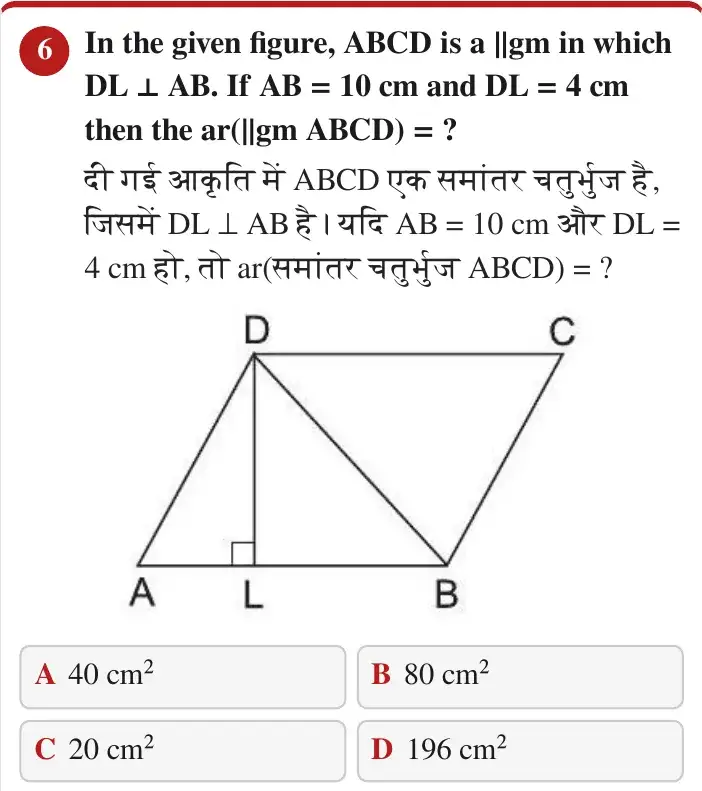 6 In the given figure, ABCD is a ||gm in which
DL ⊥ AB. If AB = 10 cm and DL = 4 cm
then the ar(||gm ABCD) = ?
दी गई आकृति में ABCD एक समांतर चतुर्भुज है,
जिसमें DL ⊥ AB है। यदि AB = 10 cm और DL =
4 cm हो, तो ar(समांतर चतुर्भुज ABCD) = ?
D C
A L B
A 40 cm² B 80 cm²
C 20 cm² D 196 cm²